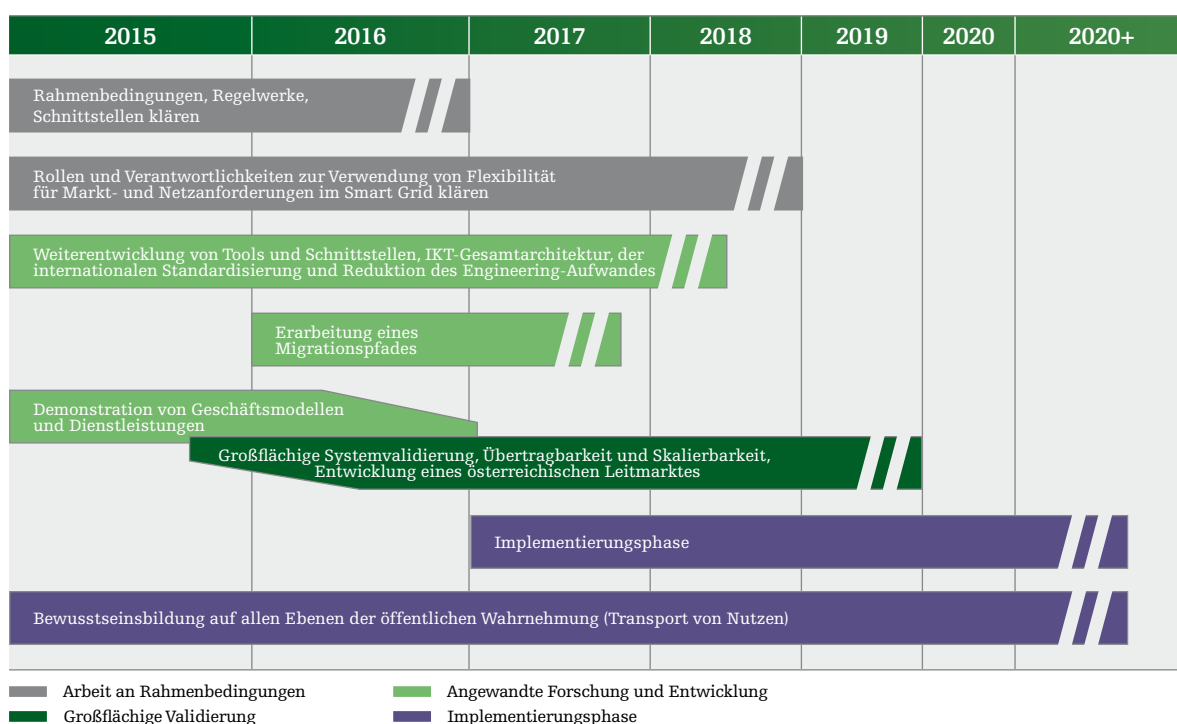 2015 2016 2017 2018 2019 2020 2020+
Rahmenbedingungen, Regelwerke,
Schnittstellen klären
Rollen und Verantwortlichkeiten zur Verwendung von Flexibilität
für Markt- und Netzanforderungen im Smart Grid klären
Weiterentwicklung von Tools und Schnittstellen, IKT-Gesamtarchitektur, der
internationalen Standardisierung und Reduktion des Engineering-Aufwandes
Erarbeitung eines
Migrationspfades
Demonstration von Geschäftsmodellen
und Dienstleistungen
Großflächige Systemvalidierung, Übertragbarkeit und Skalierbarkeit,
Entwicklung eines österreichischen Leitmarktes
Implementierungsphase
Bewusstseinsbildung auf allen Ebenen der öffentlichen Wahrnehmung (Transport von Nutzen)
Arbeit an Rahmenbedingungen
Großflächige Validierung
Angewandte Forschung und Entwicklung
Implementierungsphase